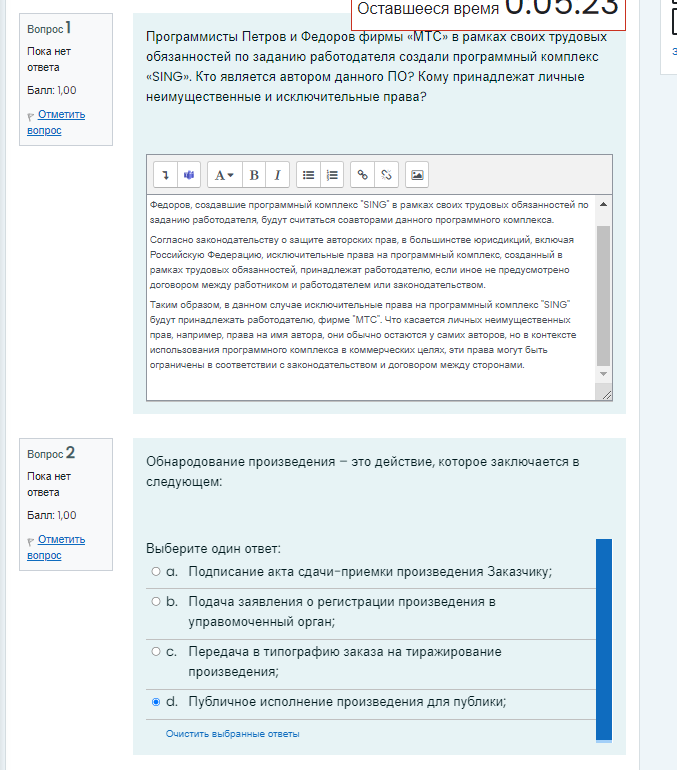 Оставшееся время 0:05:23
Вопрос 1
Пока нет
ответа
Балл: 1,00
Отметить
вопрос
Программисты Петров и Федоров фирмы «МТС» в рамках своих трудовых
обязанностей по заданию работодателя создали программный комплекс
«SING». Кто является автором данного ПО? Кому принадлежат личные
неимущественные и исключительные права?
A B I
Федоров, создавшие программный комплекс "SING" в рамках своих трудовых обязанностей по
заданию работодателя, будут считаться соавторами данного программного комплекса.
Согласно законодательству о защите авторских прав, в большинстве юрисдикций, включая
Российскую Федерацию, исключительные права на программный комплекс, созданный в
рамках трудовых обязанностей, принадлежат работодателю, если иное не предусмотрено
договором между работником и работодателем или законодательством.
Таким образом, в данном случае исключительные права на программный комплекс "SING"
будут принадлежать работодателю, фирме "МТС". Что касается личных неимущественных
прав, например, права на имя автора, они обычно остаются у самих авторов, но в контексте
использования программного комплекса в коммерческих целях, эти права могут быть
ограничены в соответствии с законодательством и договором между сторонами.
Вопрос 2
Пока нет
ответа
Балл: 1,00
Отметить
вопрос
Обнародование произведения – это действие, которое заключается в
следующем:
Выберите один ответ:
a. Подписание акта сдачи-приемки произведения Заказчику;
b. Подача заявления о регистрации произведения в
управомоченный орган;
c. Передача в типографию заказа на тиражирование
произведения;
d. Публичное исполнение произведения для публики;
Очистить выбранные ответы